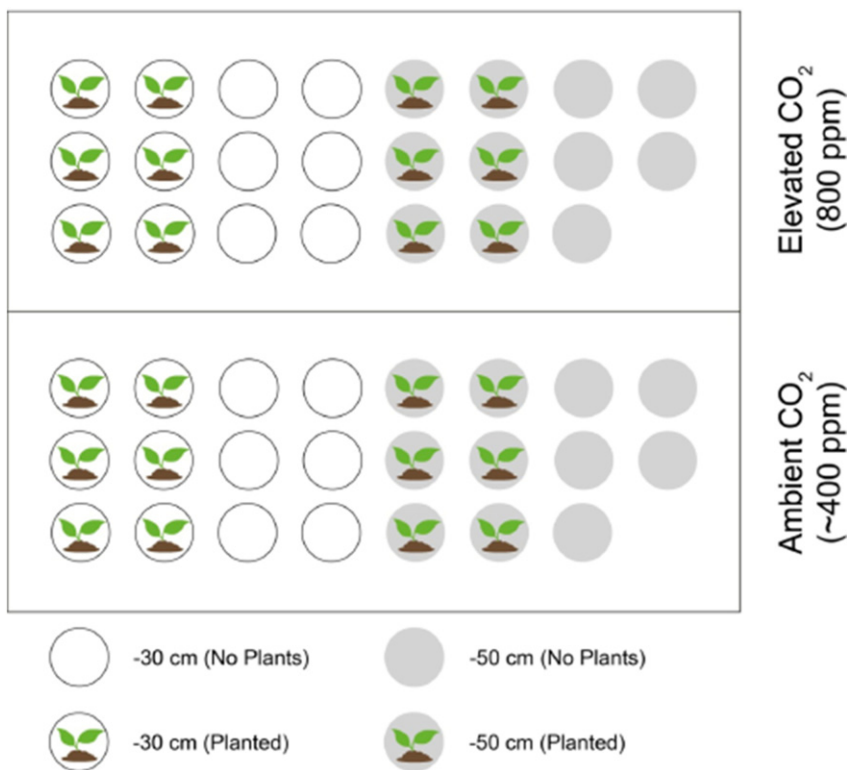 Elevated CO₂
(800 ppm)
Ambient CO₂
(~400 ppm)
-30 cm (No Plants)
-50 cm (No Plants)
-30 cm (Planted)
-50 cm (Planted)